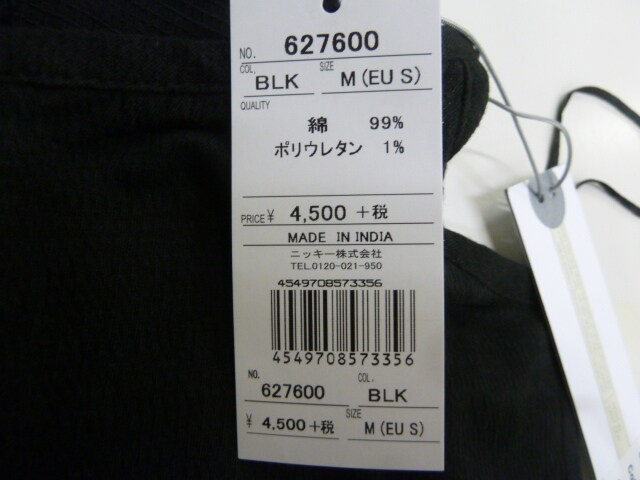 NO. 627600
COL. BLK SIZE M (EU S)
QUALITY
綿 99%
ポリウレタン 1%
PRICE ¥ 4,500 +税
MADE IN INDIA
ニッキー株式会社
TEL.0120-021-950
4549708573356
4549708573356
NO. 627600 COL. BLK
¥ 4,500 +税 SIZE M (EU S)